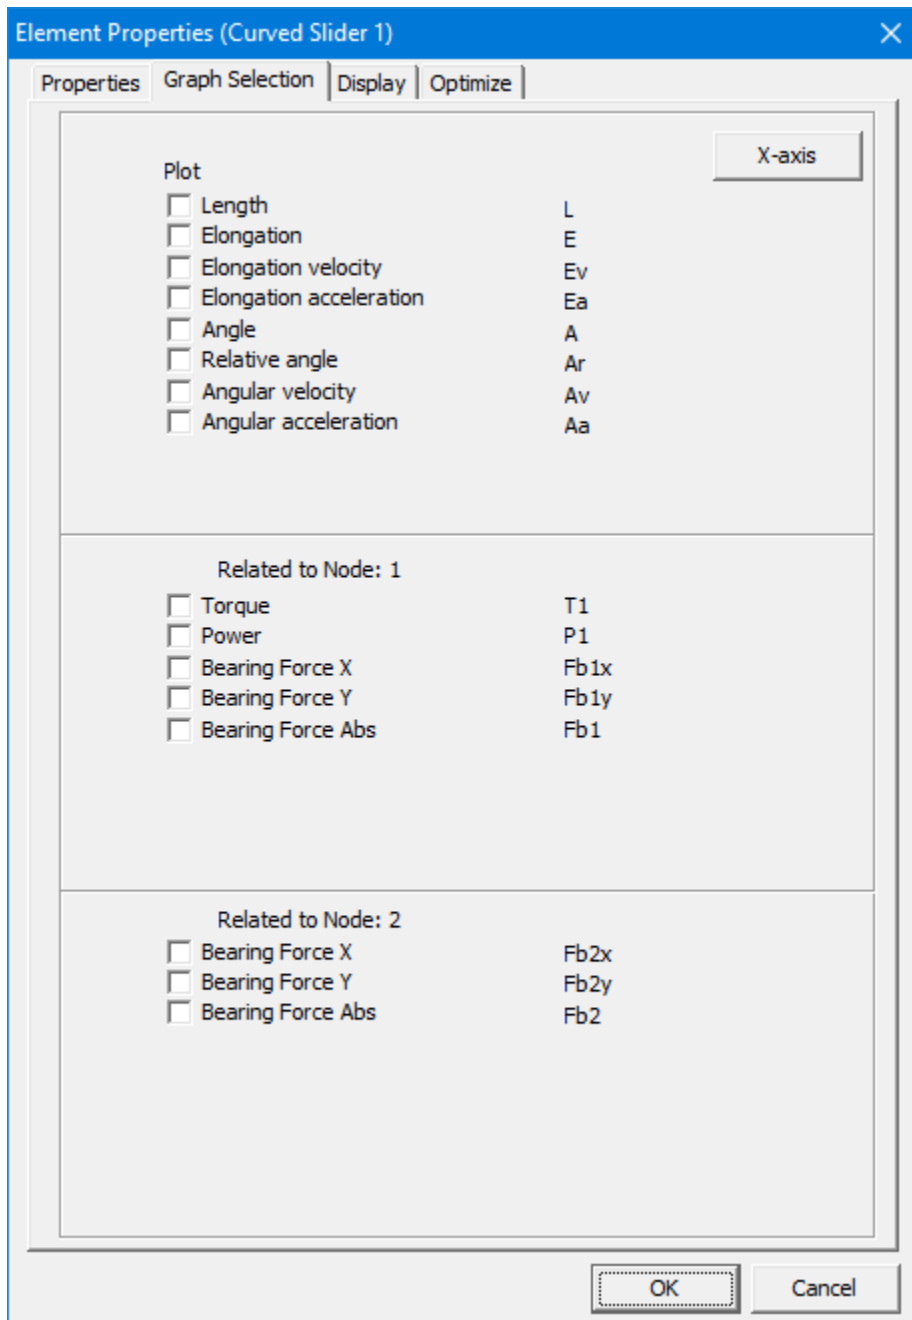 Element Properties (Curved Slider 1)
Properties Graph Selection Display Optimize
X-axis
Plot
Length L
Elongation E
Elongation velocity Ev
Elongation acceleration Ea
Angle A
Relative angle Ar
Angular velocity Av
Angular acceleration Aa
Related to Node: 1
Torque T1
Power P1
Bearing Force X Fb1x
Bearing Force Y Fb1y
Bearing Force Abs Fb1
Related to Node: 2
Bearing Force X Fb2x
Bearing Force Y Fb2y
Bearing Force Abs Fb2
OK Cancel